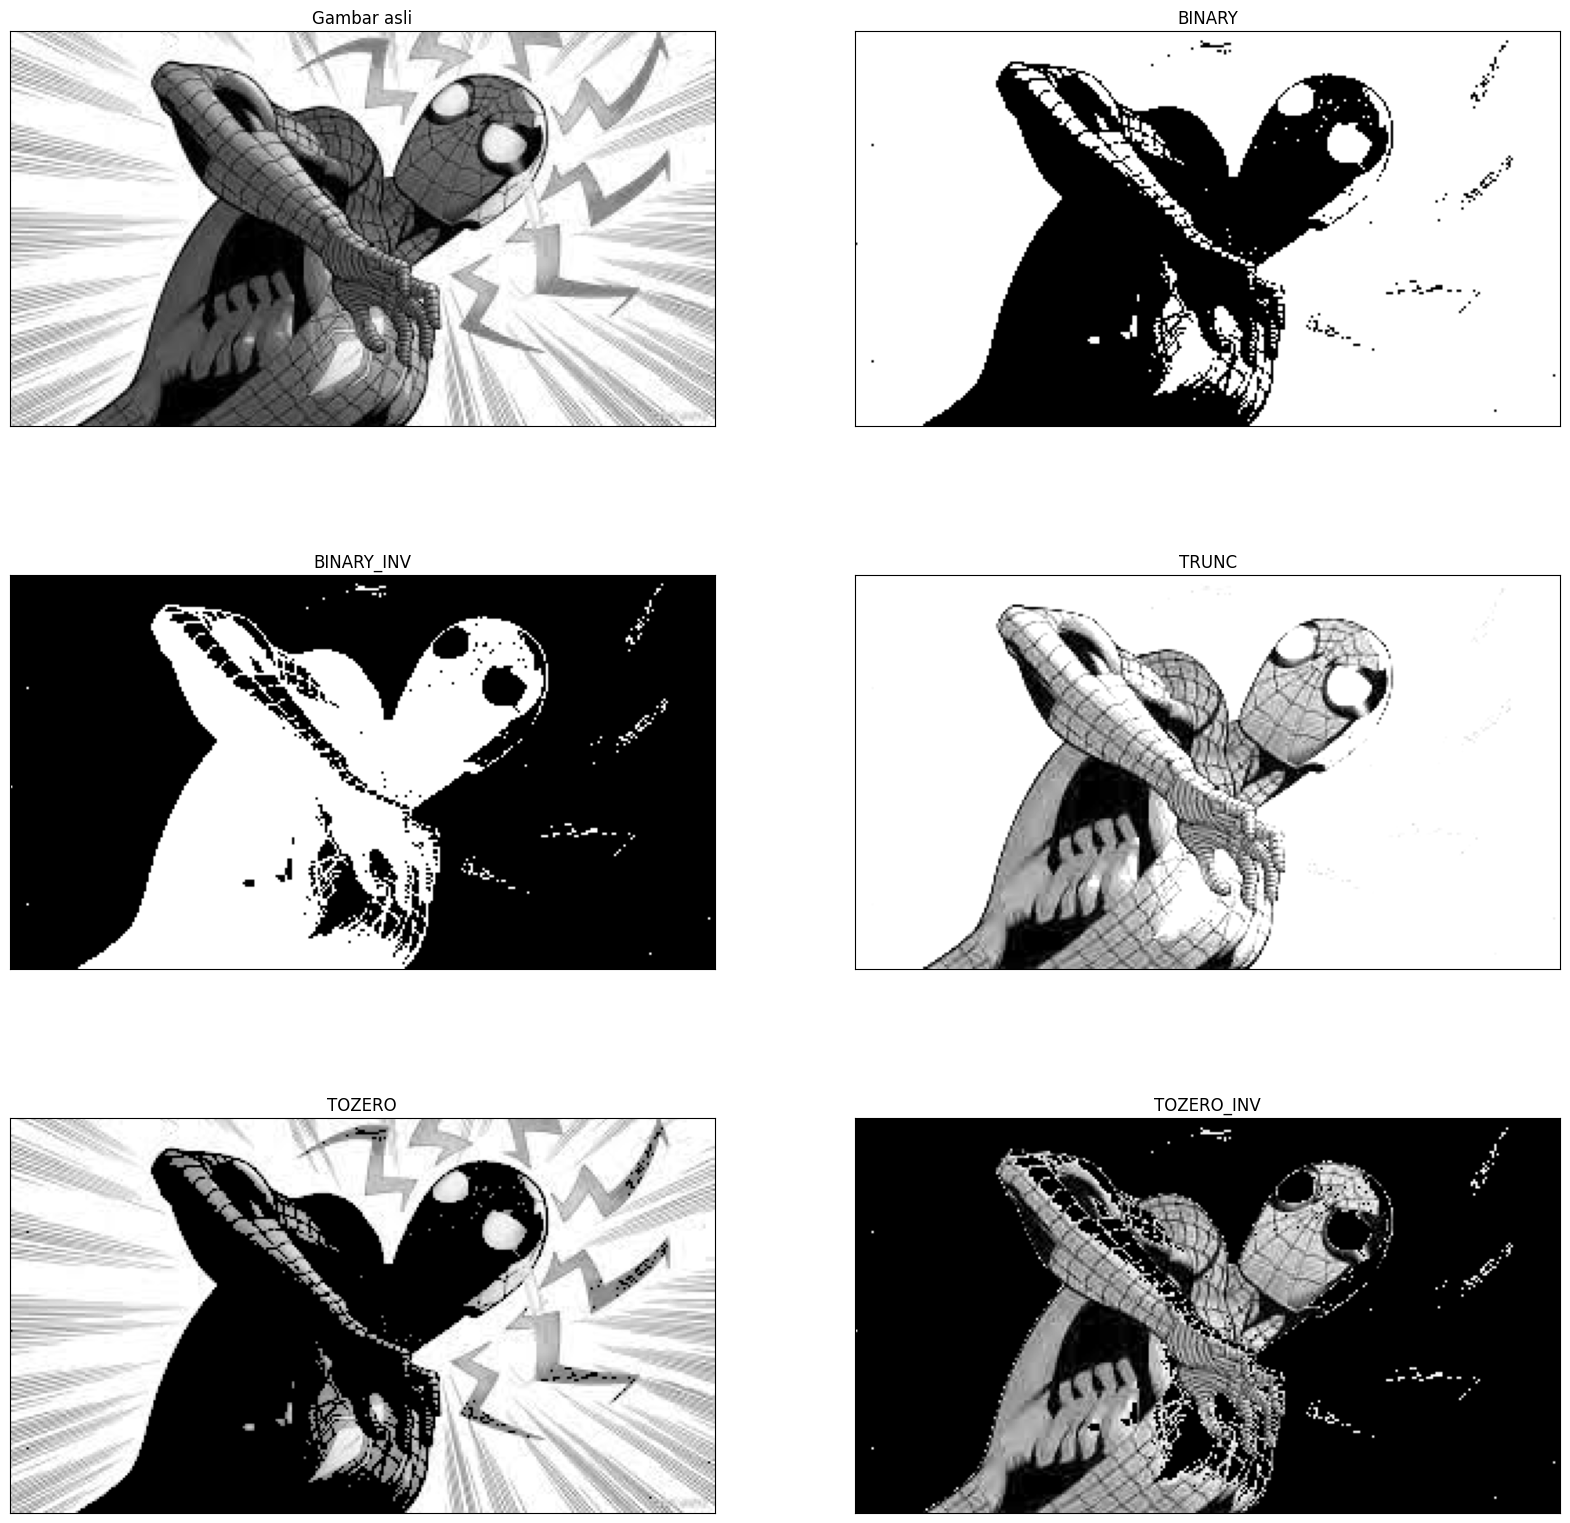 Gambar asli
BINARY
BINARY_INV
TRUNC
TOZERO
TOZERO_INV